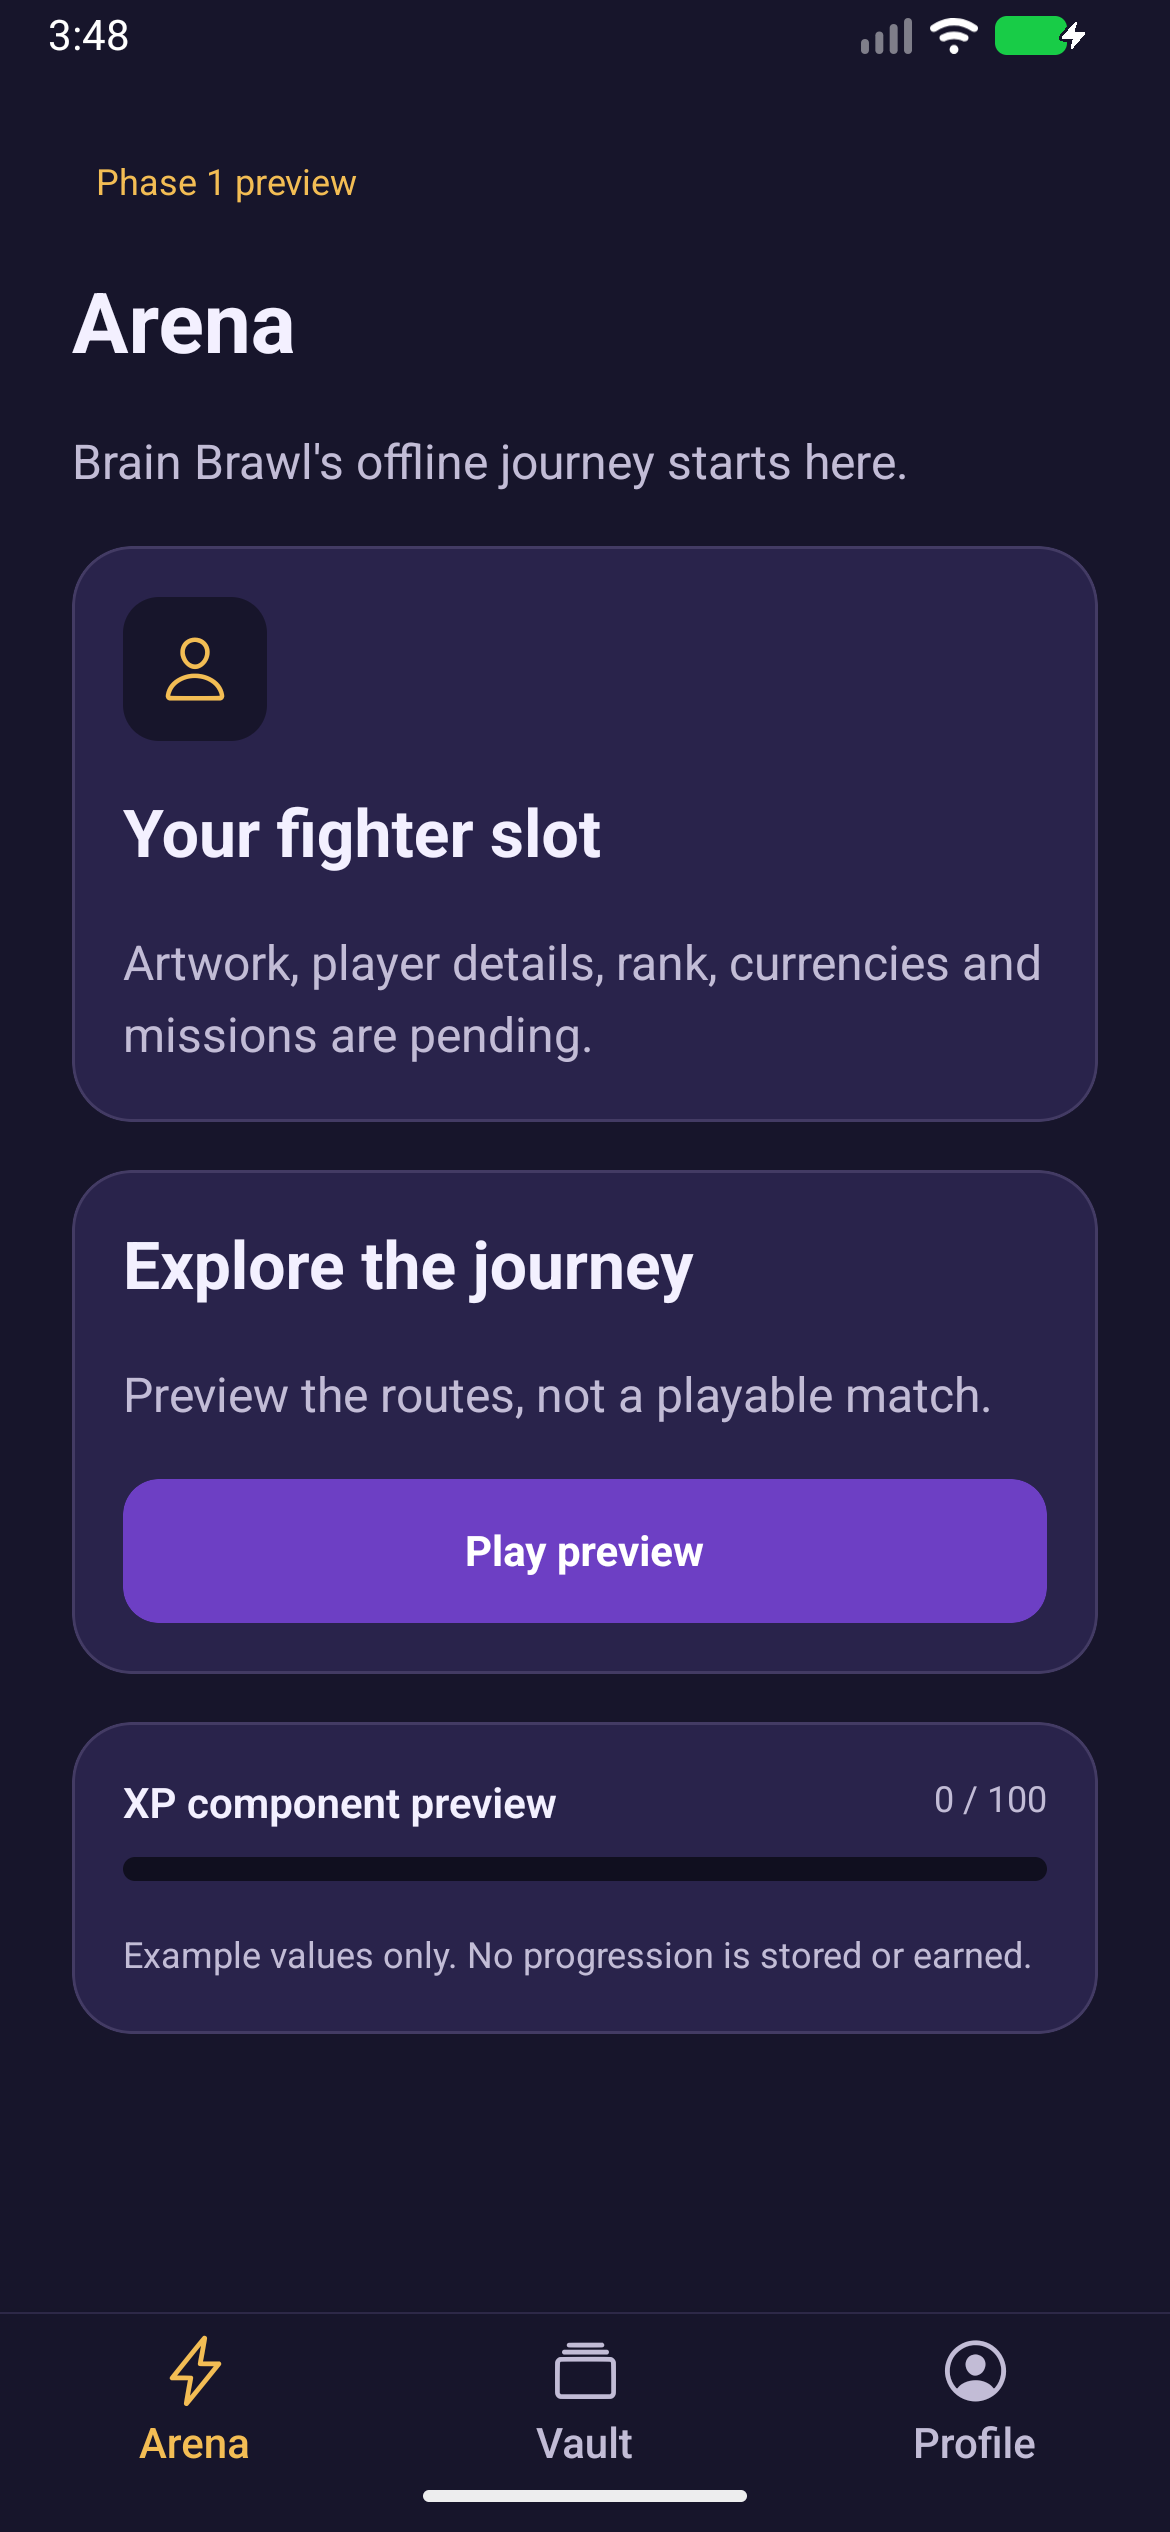 3:48
Phase 1 preview
Arena
Brain Brawl's offline journey starts here.
Your fighter slot
Artwork, player details, rank, currencies and
missions are pending.
Explore the journey
Preview the routes, not a playable match.
Play preview
XP component preview
0 / 100
Example values only. No progression is stored or earned.
Arena
Vault
Profile